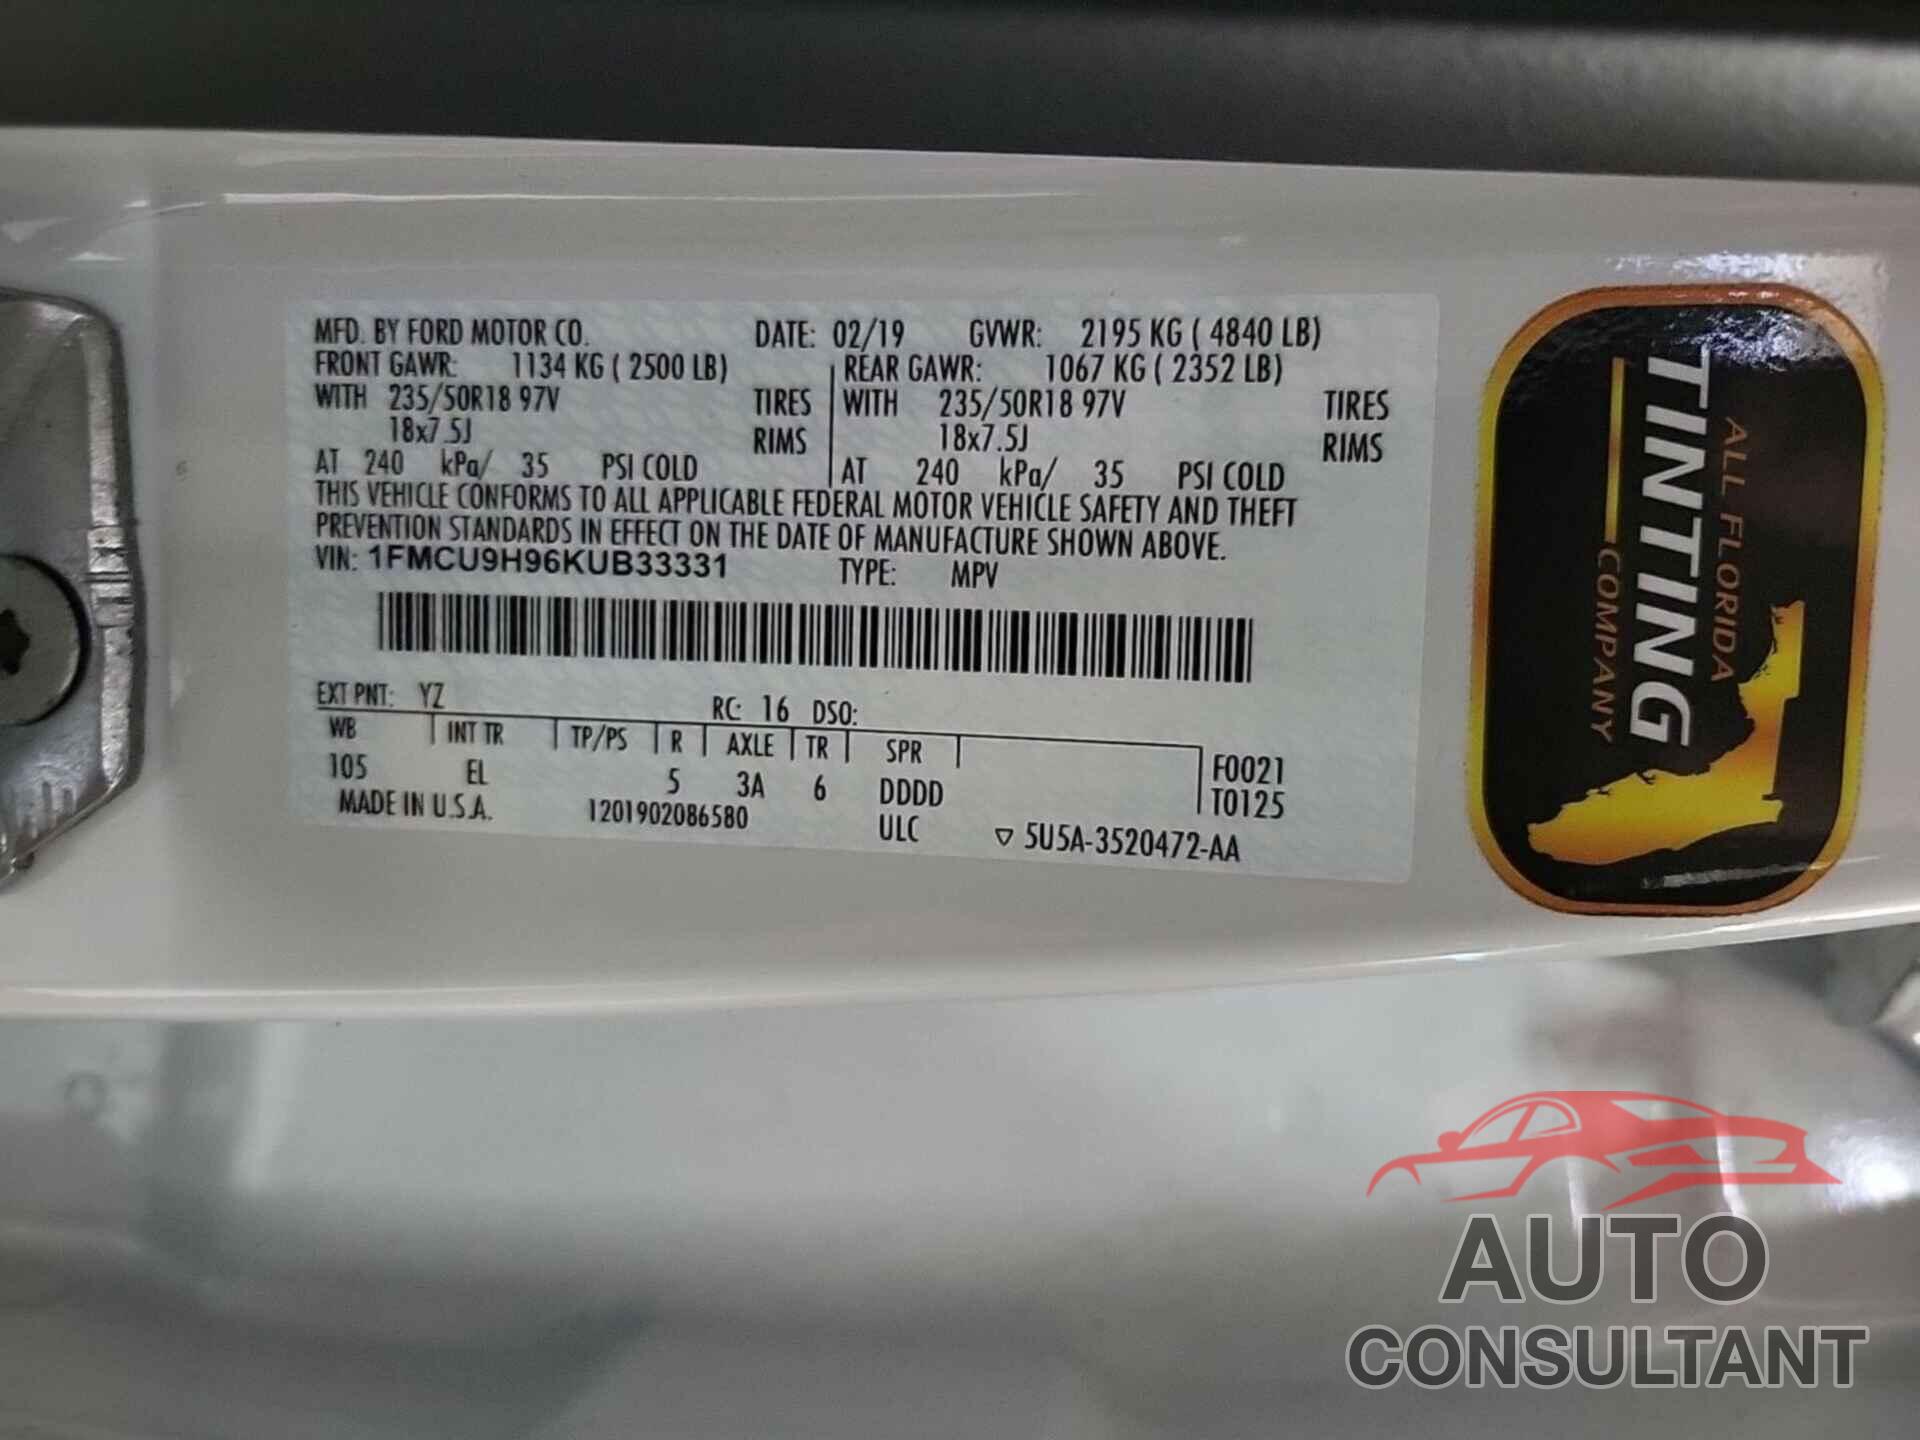 MFD. BY FORD MOTOR CO. DATE: 02/19 GVWR: 2195 KG ( 4840 LB)
FRONT GAWR: 1134 KG ( 2500 LB) REAR GAWR: 1067 KG ( 2352 LB)
WITH 235/50R18 97V TIRES WITH 235/50R18 97V TIRES
18x7.5J RIMS 18x7.5J RIMS
AT 240 kPa/ 35 PSI COLD AT 240 kPa/ 35 PSI COLD
THIS VEHICLE CONFORMS TO ALL APPLICABLE FEDERAL MOTOR VEHICLE SAFETY AND THEFT
PREVENTION STANDARDS IN EFFECT ON THE DATE OF MANUFACTURE SHOWN ABOVE.
VIN: 1FMCU9H96KUB33331 TYPE: MPV
EXT PNT: YZ RC: 16 DSO:
WB INT TR TP/PS R AXLE TR SPR F0021
105 EL 5 3A 6 DDDD T0125
MADE IN U.S.A. 1201902086580 ULC ▽ 5U5A-3520472-AA
ALL FLORIDA
TINTING
COMPANY
AUTO
CONSULTANT